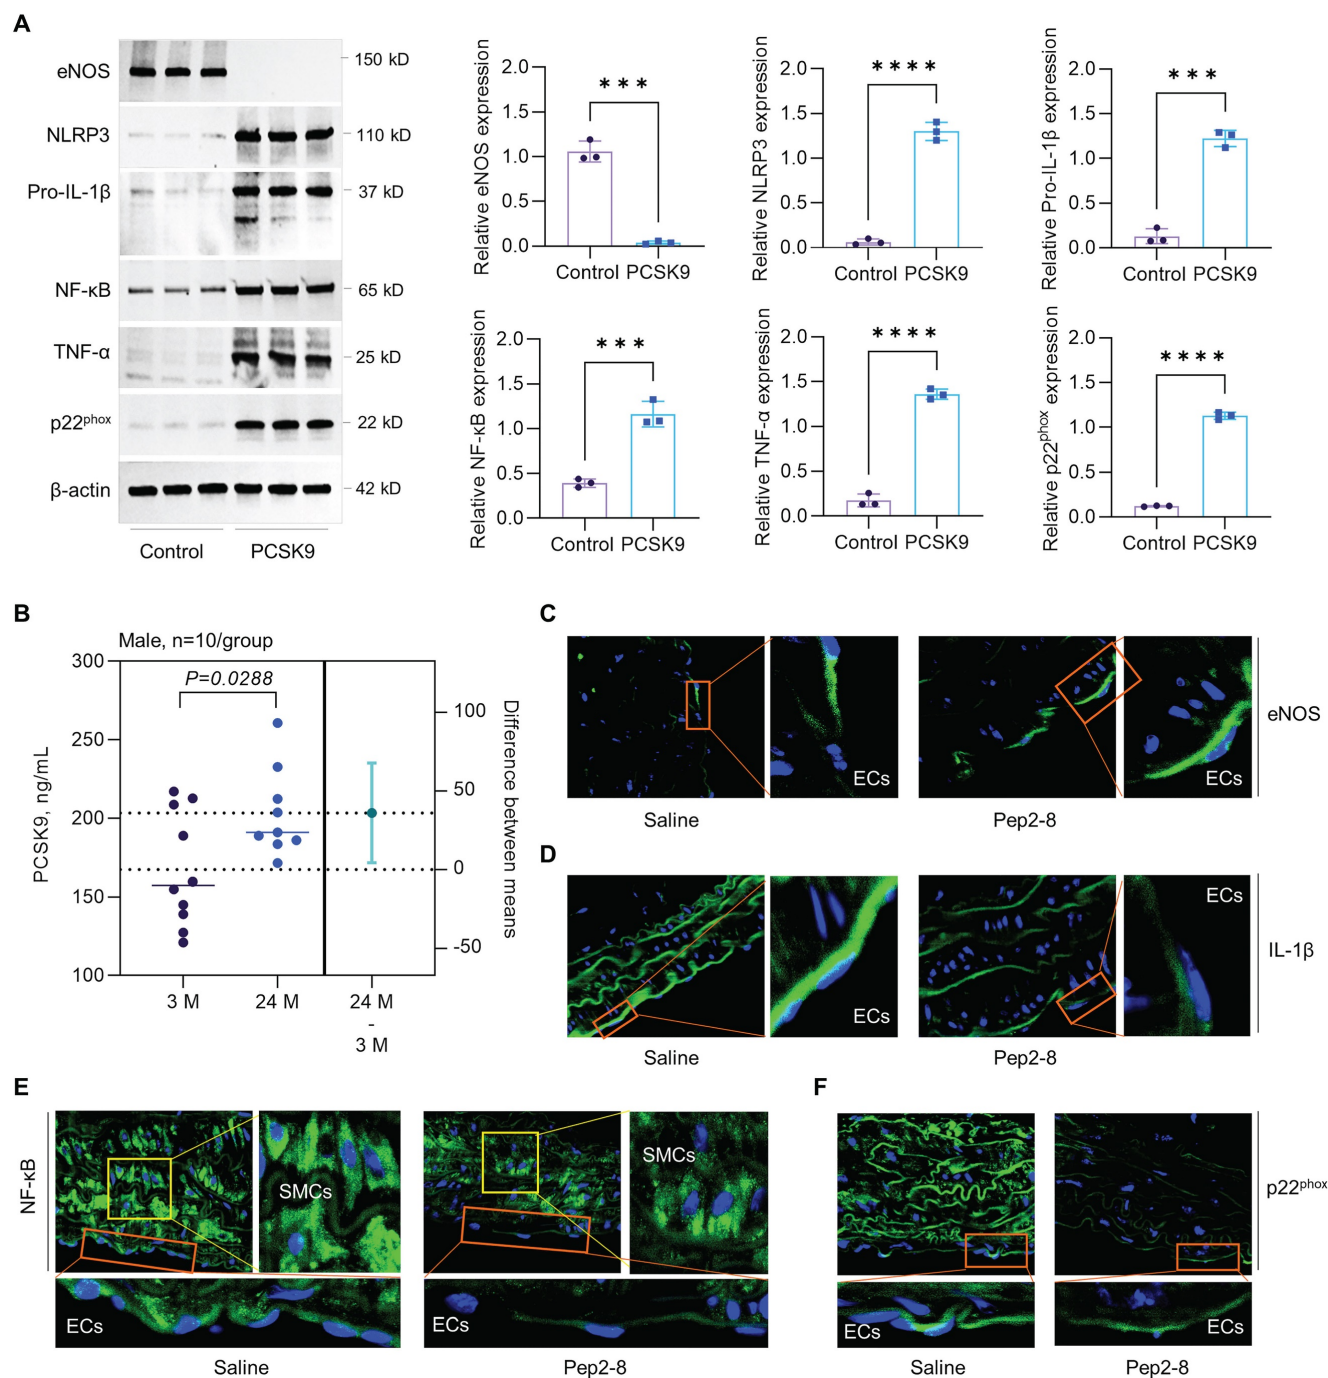 A
eNOS
150 kD
NLRP3
110 kD
Pro-IL-1β
37 kD
NF-κB
65 kD
TNF-α
25 kD
p22phox
22 kD
β-actin
42 kD
Control PCSK9
Relative eNOS expression
2.0
1.5
1.0
0.5
0.0
***
Control PCSK9
Relative NLRP3 expression
2.0
1.5
1.0
0.5
0.0
****
Control PCSK9
Relative Pro-IL-1β expression
2.0
1.5
1.0
0.5
0.0
***
Control PCSK9
Relative NF-κB expression
2.0
1.5
1.0
0.5
0.0
***
Control PCSK9
Relative TNF-α expression
2.0
1.5
1.0
0.5
0.0
****
Control PCSK9
Relative p22phox expression
2.0
1.5
1.0
0.5
0.0
****
Control PCSK9
B
Male, n=10/group
P=0.0288
PCSK9, ng/mL
300
250
200
150
100
100
50
0
-50
Difference between means
3 M
24 M
24 M
-
3 M
C
ECs
ECs
eNOS
Saline
Pep2-8
D
ECs
ECs
IL-1β
Saline
Pep2-8
E
NF-κB
SMCs
SMCs
ECs
ECs
Saline
Pep2-8
F
p22phox
ECs
ECs
Saline
Pep2-8